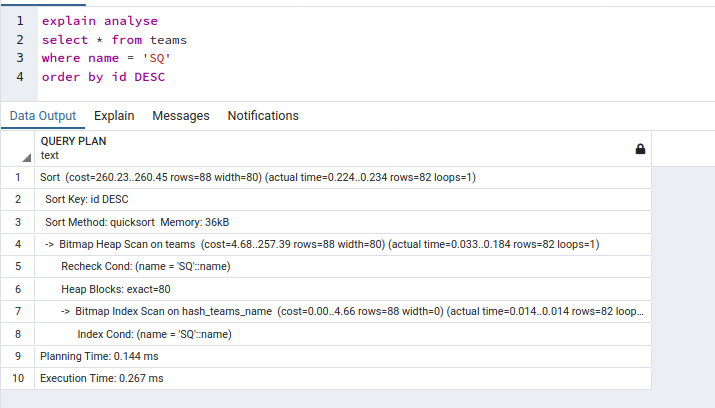 1 explain analyse
2 select * from teams
3 where name = 'SQ'
4 order by id DESC
Data Output Explain Messages Notifications
QUERY PLAN
text
1 Sort (cost=260.23..260.45 rows=88 width=80) (actual time=0.224..0.234 rows=82 loops=1)
2 Sort Key: id DESC
3 Sort Method: quicksort Memory: 36kB
4 -> Bitmap Heap Scan on teams (cost=4.68..257.39 rows=88 width=80) (actual time=0.033..0.184 rows=82 loops=1)
5 Recheck Cond: (name = 'SQ'::name)
6 Heap Blocks: exact=80
7 -> Bitmap Index Scan on hash_teams_name (cost=0.00..4.66 rows=88 width=0) (actual time=0.014..0.014 rows=82 loop...
8 Index Cond: (name = 'SQ'::name)
9 Planning Time: 0.144 ms
10 Execution Time: 0.267 ms